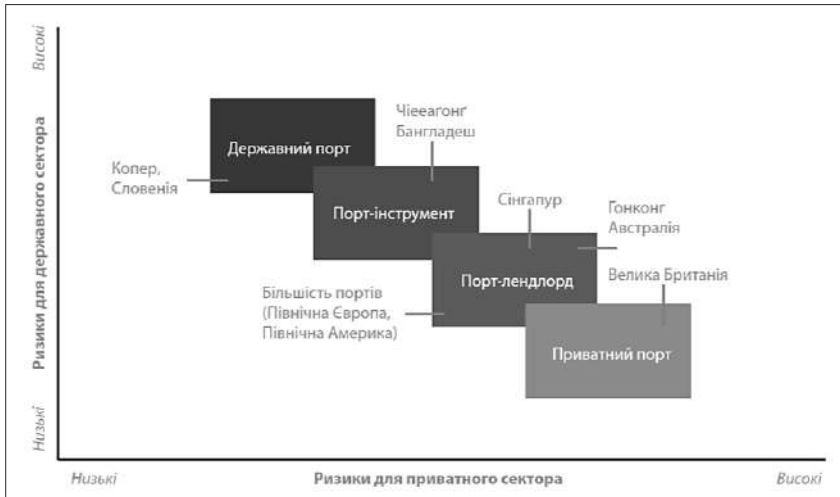 Високі
Ризики для державного сектора
Низькі
Державний порт
Копер,
Словенія
Чіееагонґ
Бангладеш
Порт-інструмент
Сінгапур
Гонконг
Австралія
Порт-лендлорд
Більшість портів
(Північна Європа,
Північна Америка)
Велика Британія
Приватний порт
Низькі
Ризики для приватного сектора
Високі